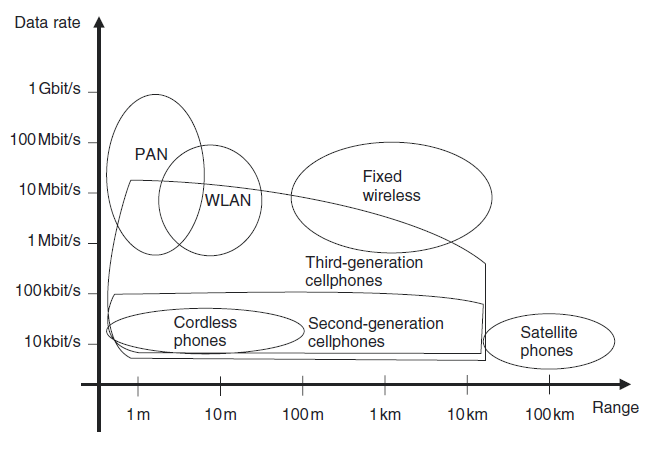 Data rate
1 Gbit/s
100 Mbit/s
10 Mbit/s
1 Mbit/s
100 kbit/s
10 kbit/s
PAN
WLAN
Fixed
wireless
Third-generation
cellphones
Cordless
phones
Second-generation
cellphones
Satellite
phones
1 m
10 m
100 m
1 km
10 km
100 km
Range